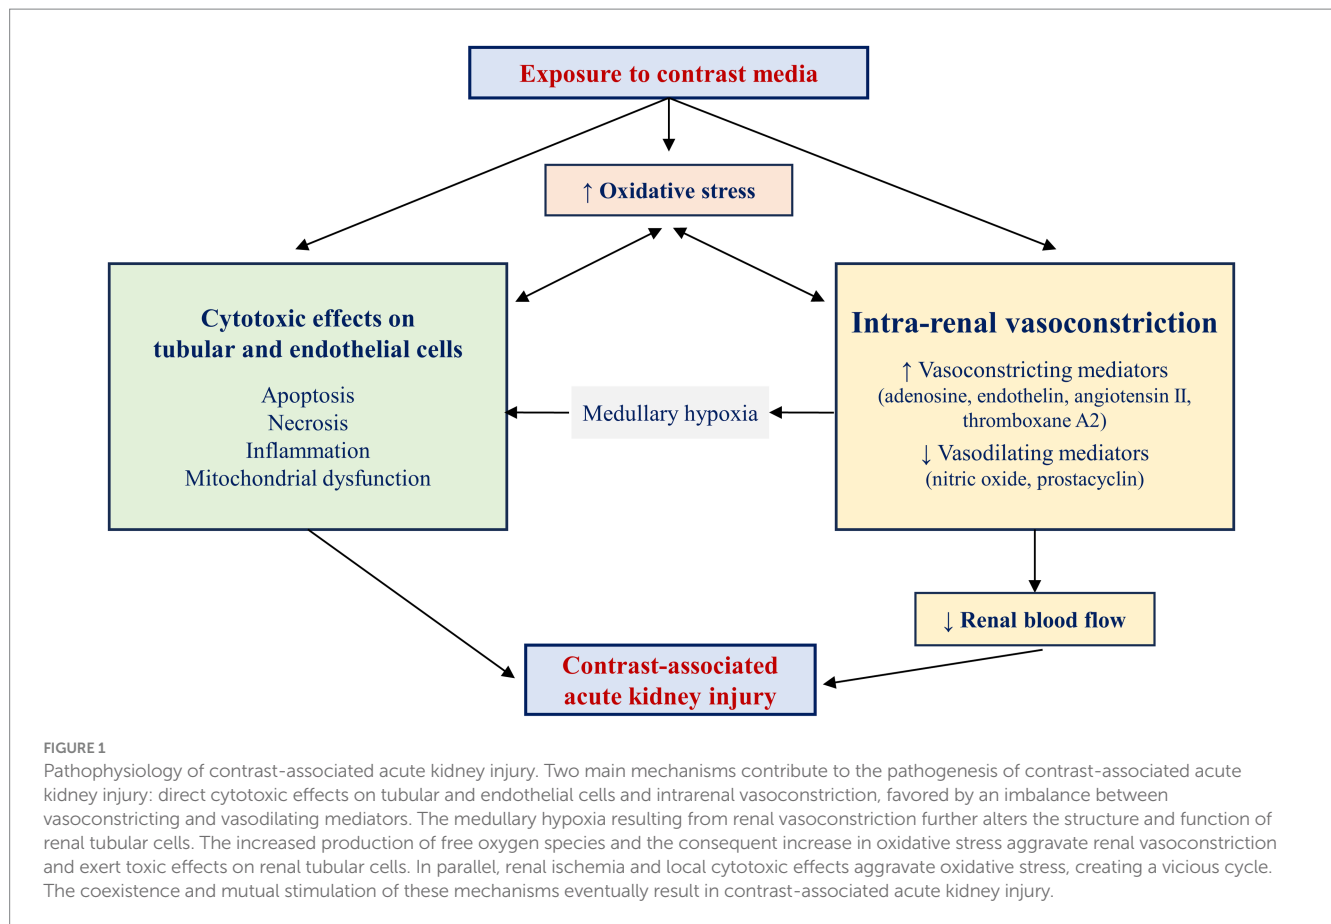 Exposure to contrast media
↑ Oxidative stress
Cytotoxic effects on
tubular and endothelial cells
Apoptosis
Necrosis
Inflammation
Mitochondrial dysfunction
Medullary hypoxia
Intra-renal vasoconstriction
↑ Vasoconstricting mediators
(adenosine, endothelin, angiotensin II,
thromboxane A2)
↓ Vasodilating mediators
(nitric oxide, prostacyclin)
↓ Renal blood flow
Contrast-associated
acute kidney injury
FIGURE 1
Pathophysiology of contrast-associated acute kidney injury. Two main mechanisms contribute to the pathogenesis of contrast-associated acute
kidney injury: direct cytotoxic effects on tubular and endothelial cells and intrarenal vasoconstriction, favored by an imbalance between
vasoconstricting and vasodilating mediators. The medullary hypoxia resulting from renal vasoconstriction further alters the structure and function of
renal tubular cells. The increased production of free oxygen species and the consequent increase in oxidative stress aggravate renal vasoconstriction
and exert toxic effects on renal tubular cells. In parallel, renal ischemia and local cytotoxic effects aggravate oxidative stress, creating a vicious cycle.
The coexistence and mutual stimulation of these mechanisms eventually result in contrast-associated acute kidney injury.